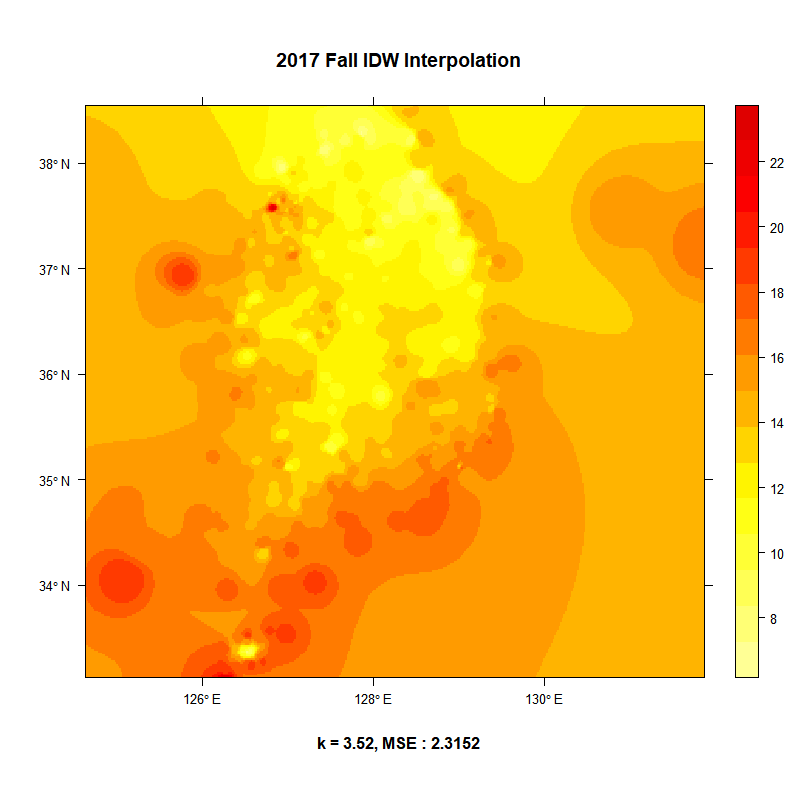 2017 Fall IDW Interpolation
38° N
37° N
36° N
35° N
34° N
126° E
128° E
130° E
22
20
18
16
14
12
10
8
k = 3.52, MSE : 2.3152